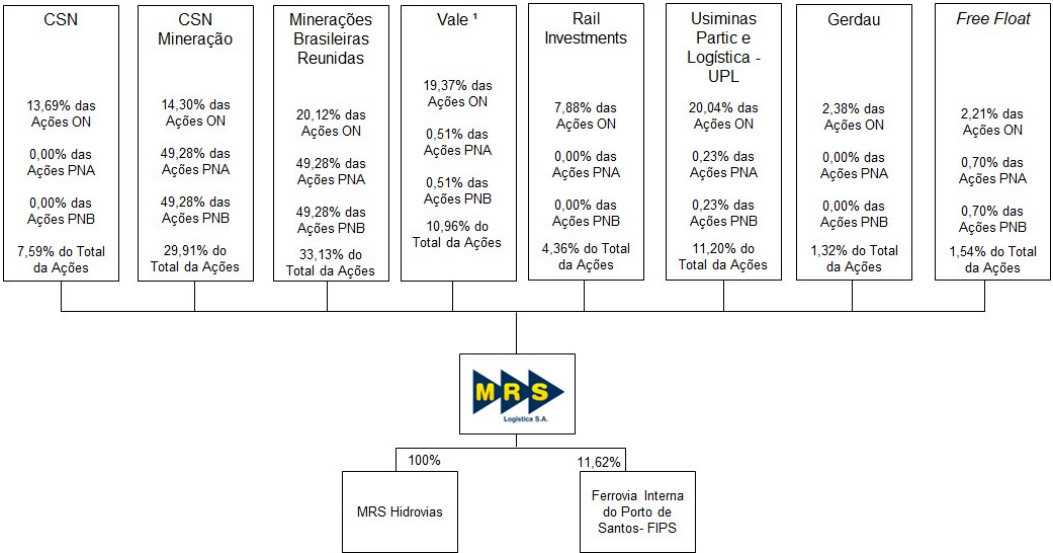 CSN
13,69% das
Ações ON
0,00% das
Ações PNA
0,00% das
Ações PNB
7,59% do Total
da Ações
CSN
Mineração
14,30% das
Ações ON
49,28% das
Ações PNA
49,28% das
Ações PNB
29,91% do
Total da Ações
Minerações
Brasileiras
Reunidas
20,12% das
Ações ON
49,28% das
Ações PNA
49,28% das
Ações PNB
33,13% do
Total da Ações
Vale ¹
19,37% das
Ações ON
0,51% das
Ações PNA
0,51% das
Ações PNB
10,96% do
Total da Ações
Rail
Investments
7,88% das
Ações ON
0,00% das
Ações PNA
0,00% das
Ações PNB
4,36% do Total
da Ações
Usiminas
Partic e
Logística -
UPL
20,04% das
Ações ON
0,23% das
Ações PNA
0,23% das
Ações PNB
11,20% do
Total da Ações
Gerdau
2,38% das
Ações ON
0,00% das
Ações PNA
0,00% das
Ações PNB
1,32% do Total
da Ações
Free Float
2,21% das
Ações ON
0,70% das
Ações PNA
0,70% das
Ações PNB
1,54% do Total
da Ações
MRS
Logística S.A.
100%
11,62%
MRS Hidrovias
Ferrovia Interna
do Porto de
Santos- FIPS